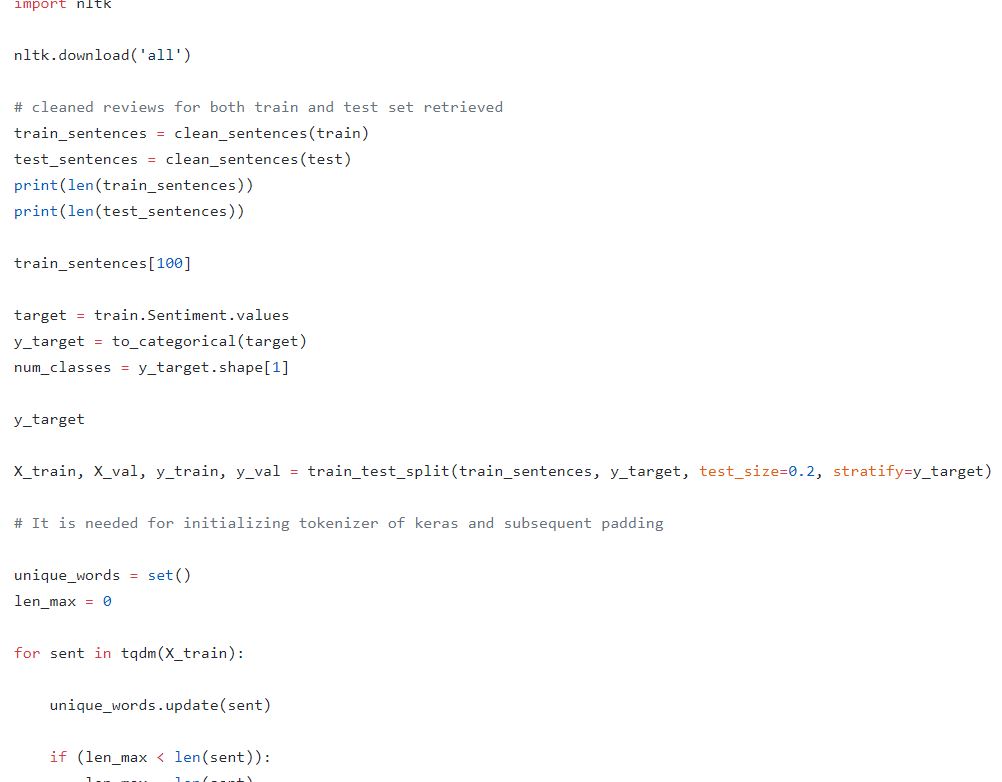 import nltk
nltk.download('all')
# cleaned reviews for both train and test set retrieved
train_sentences = clean_sentences(train)
test_sentences = clean_sentences(test)
print(len(train_sentences))
print(len(test_sentences))
train_sentences[100]
target = train.Sentiment.values
y_target = to_categorical(target)
num_classes = y_target.shape[1]
y_target
X_train, X_val, y_train, y_val = train_test_split(train_sentences, y_target, test_size=0.2, stratify=y_target)
# It is needed for initializing tokenizer of keras and subsequent padding
unique_words = set()
len_max = 0
for sent in tqdm(X_train):
    unique_words.update(sent)
    if (len_max < len(sent)):
        len_max = len(sent)